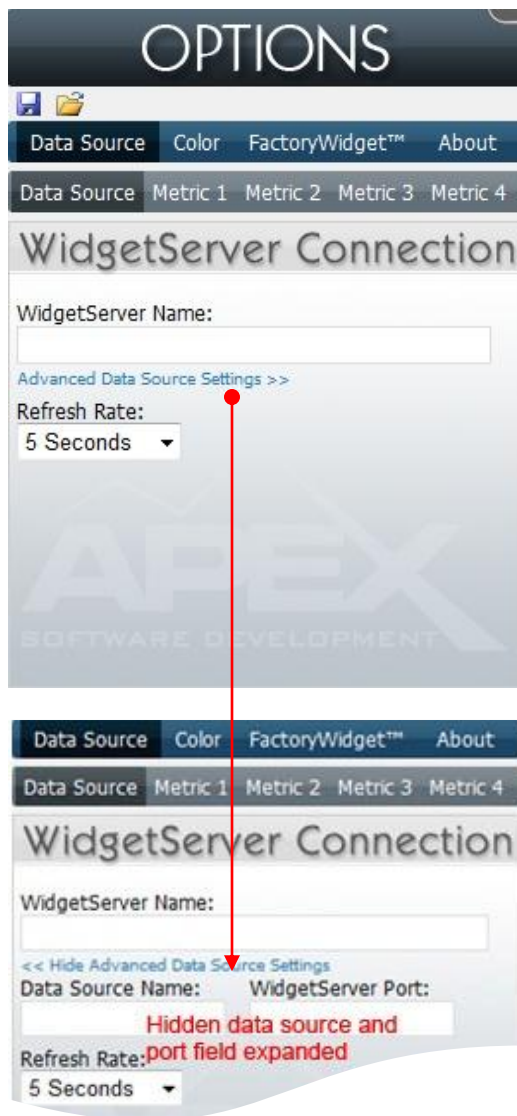 OPTIONS
Data Source Color FactoryWidget™ About
Data Source Metric 1 Metric 2 Metric 3 Metric 4
WidgetServer Connection
WidgetServer Name:
Advanced Data Source Settings >>
Refresh Rate:
5 Seconds
APEX
SOFTWARE DEVELOPMENT
Data Source Color FactoryWidget™ About
Data Source Metric 1 Metric 2 Metric 3 Metric 4
WidgetServer Connection
WidgetServer Name:
<< Hide Advanced Data Source Settings
Data Source Name: WidgetServer Port:
Hidden data source and
port field expanded
Refresh Rate:
5 Seconds